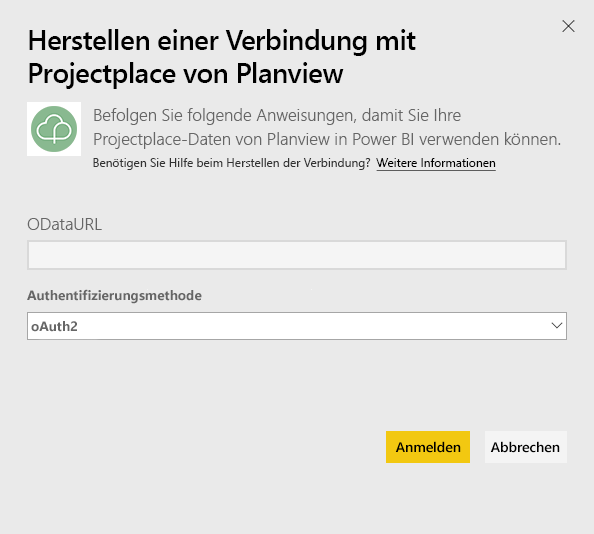 Herstellen einer Verbindung mit
Projectplace von Planview
Befolgen Sie folgende Anweisungen, damit Sie Ihre
Projectplace-Daten von Planview in Power BI verwenden können.
Benötigen Sie Hilfe beim Herstellen der Verbindung? Weitere Informationen
ODataURL
Authentifizierungsmethode
oAuth2
Anmelden Abbrechen